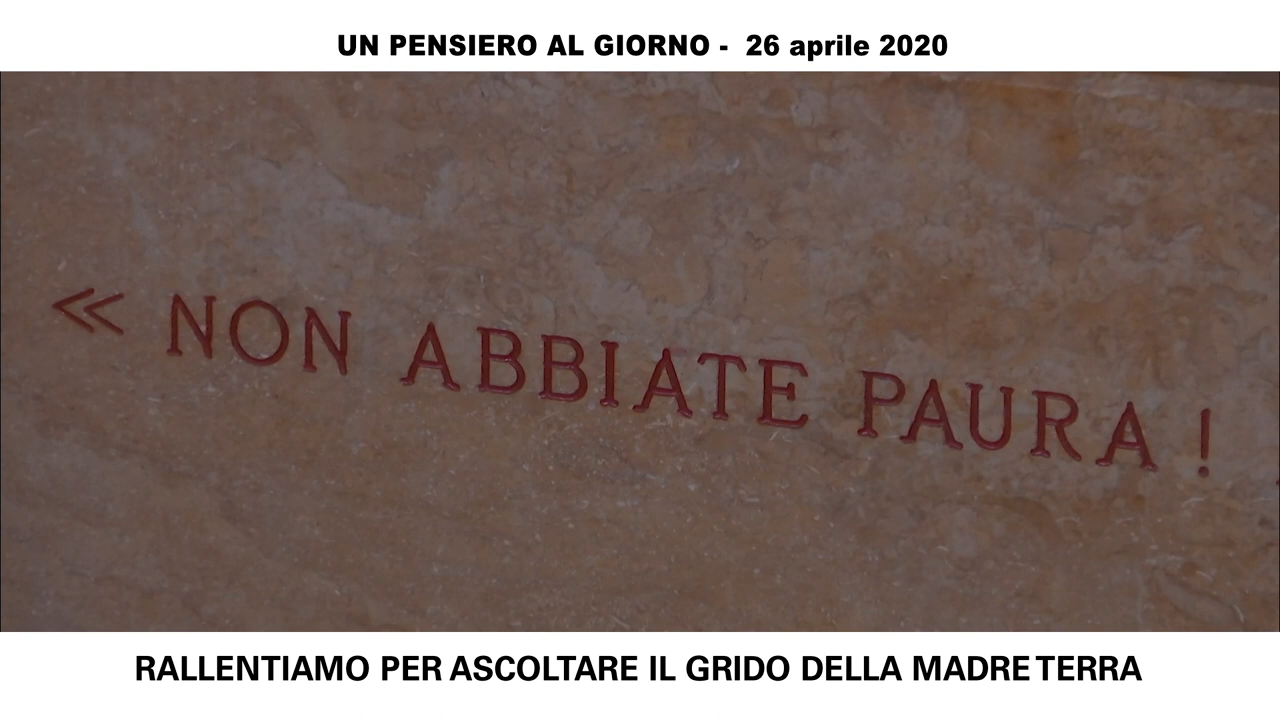 UN PENSIERO AL GIORNO - 26 aprile 2020
« NON ABBIATE PAURA !
RALLENTIAMO PER ASCOLTARE IL GRIDO DELLA MADRE TERRA